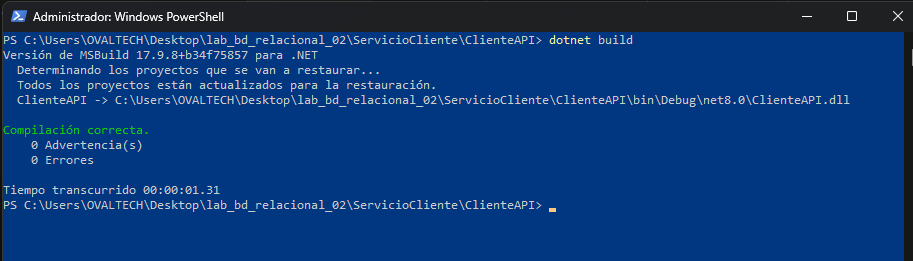 Administrador: Windows PowerShell
PS C:\Users\OVALTECH\Desktop\lab_bd_relacional_02\ServicioCliente\ClienteAPI> dotnet build
Versión de MSBuild 17.9.8+b34f75857 para .NET
  Determinando los proyectos que se van a restaurar...
  Todos los proyectos están actualizados para la restauración.
  ClienteAPI -> C:\Users\OVALTECH\Desktop\lab_bd_relacional_02\ServicioCliente\ClienteAPI\bin\Debug\net8.0\ClienteAPI.dll
Compilación correcta.
    0 Advertencia(s)
    0 Errores
Tiempo transcurrido 00:00:01.31
PS C:\Users\OVALTECH\Desktop\lab_bd_relacional_02\ServicioCliente\ClienteAPI>